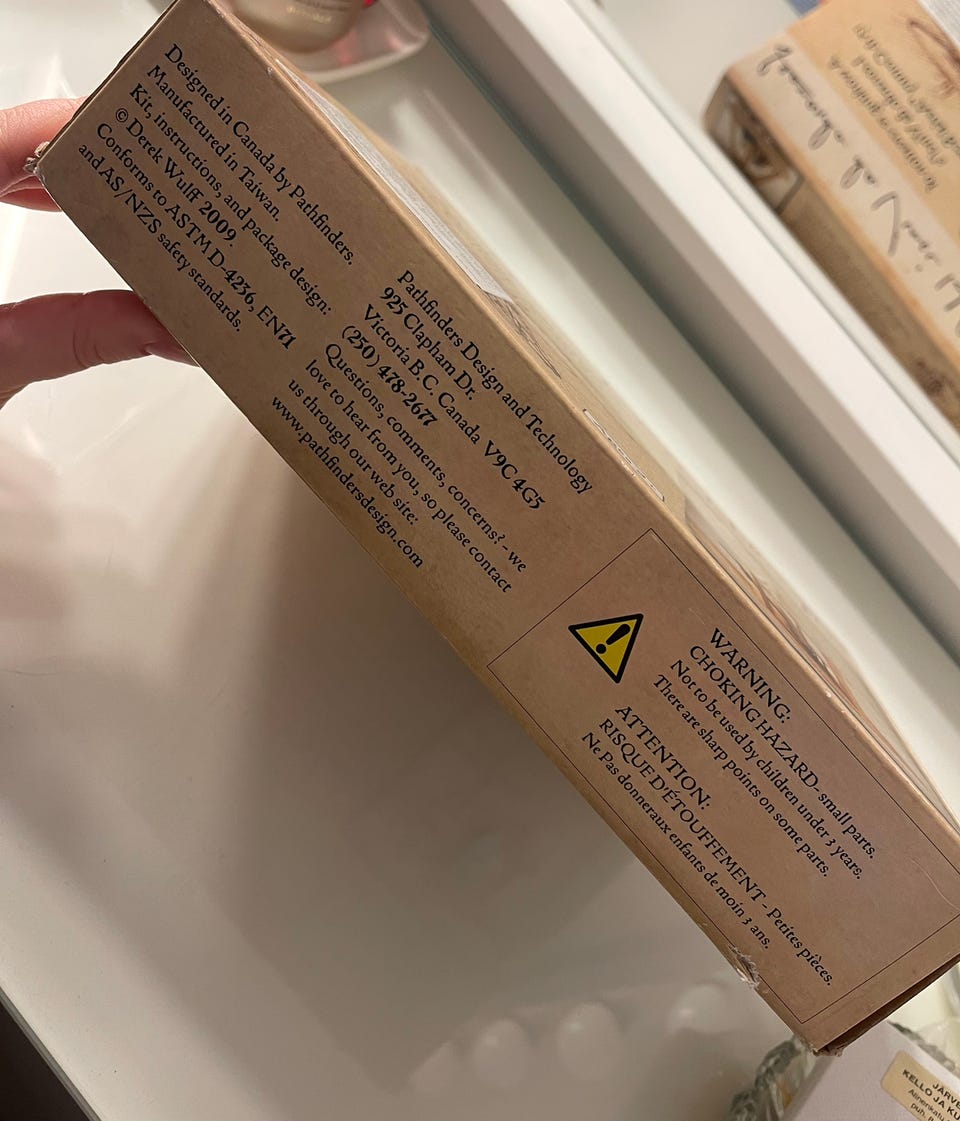 Designed in Canada by Pathfinders.
Manufactured in Taiwan.
Kit, instructions, and package design:
© Derek Wulff 2009.
Conforms to ASTM D-4236, EN71
and AS/NZS safety standards.
Pathfinders Design and Technology
925 Clapham Dr.
Victoria B.C. Canada V9C 4G5
(250) 478-2677
Questions, comments, concerns? - we
love to hear from you, so please contact
us through our web site:
www.pathfindersdesign.com
WARNING:
CHOKING HAZARD- small parts.
Not to be used by children under 3 years.
There are sharp points on some parts.
ATTENTION:
RISQUE D'ÉTOUFFEMENT - Petites pièces.
Ne Pas donneraux enfants de moin 3 ans.
KELLO JA